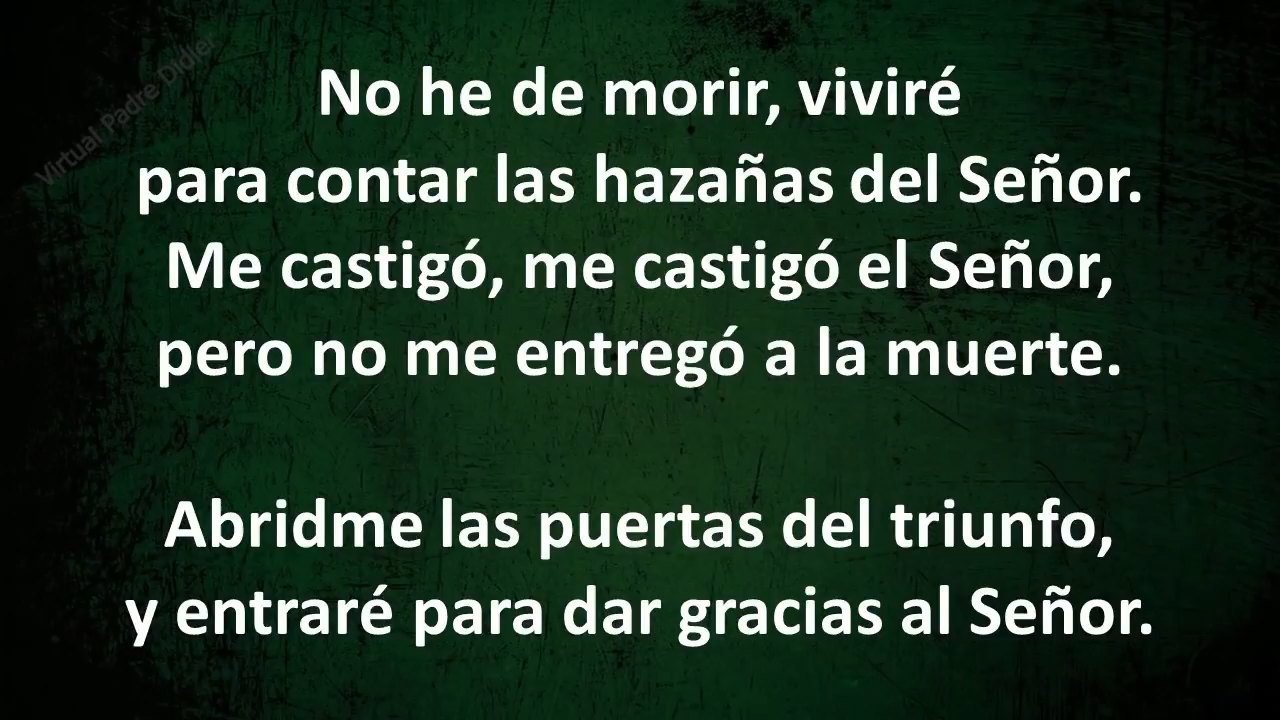 Virtual Padre Didier
No he de morir, viviré
para contar las hazañas del Señor.
Me castigó, me castigó el Señor,
pero no me entregó a la muerte.
Abridme las puertas del triunfo,
y entraré para dar gracias al Señor.